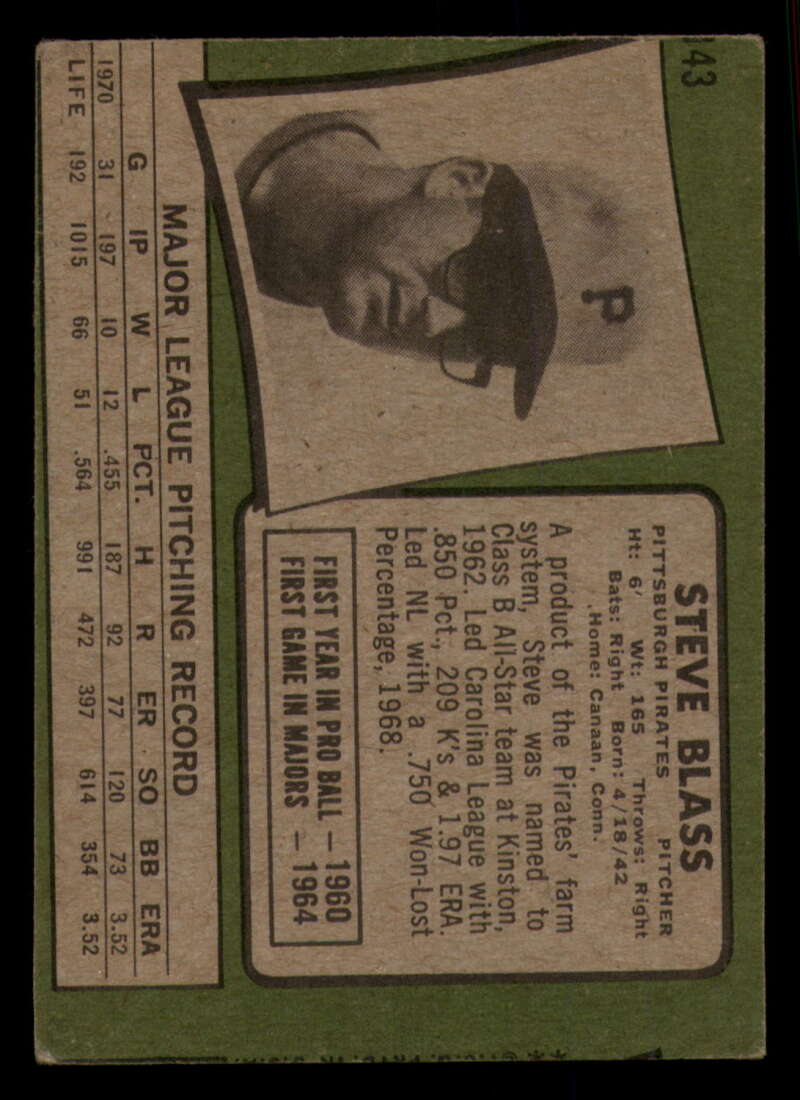 143
P
STEVE BLASS
PITTSBURGH PIRATES PITCHER
Ht: 6' Wt: 165 Throws: Right
Bats: Right Born: 4/18/42
Home: Canaan, Conn.
A product of the Pirates' farm
system, Steve was named to
Class B All-Star team at Kinston,
1962. Led Carolina League with
.850 Pct., 209 K's & 1.97 ERA.
Led NL with a .750 Won-Lost
Percentage, 1968.
FIRST YEAR IN PRO BALL — 1960
FIRST GAME IN MAJORS — 1964
MAJOR LEAGUE PITCHING RECORD
G IP W L PCT. H R ER SO BB ERA
1970 31 197 10 12 .455 187 92 77 120 73 3.52
LIFE 192 1015 66 51 .564 991 472 397 614 354 3.52